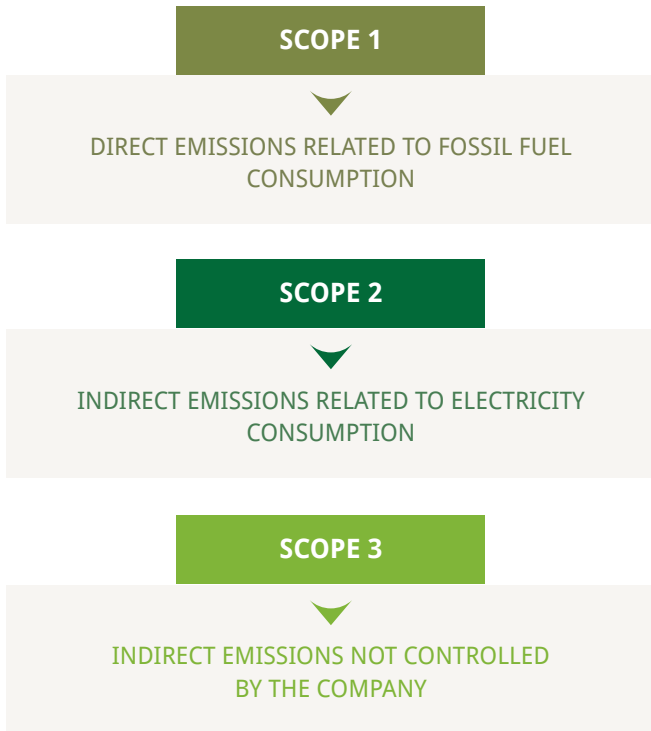 SCOPE 1
DIRECT EMISSIONS RELATED TO FOSSIL FUEL
CONSUMPTION
SCOPE 2
INDIRECT EMISSIONS RELATED TO ELECTRICITY
CONSUMPTION
SCOPE 3
INDIRECT EMISSIONS NOT CONTROLLED
BY THE COMPANY